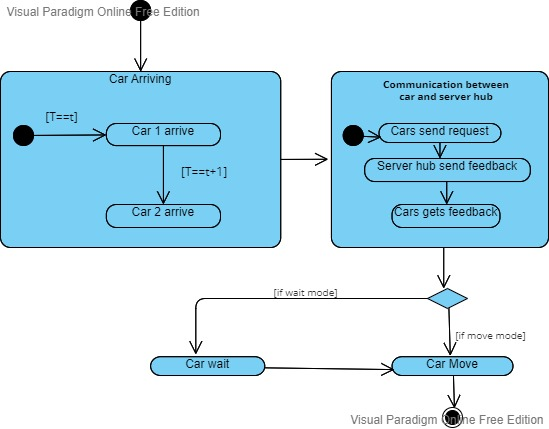 Visual Paradigm Online Free Edition
Car Arriving
[T==t]
Car 1 arrive
[T==t+1]
Car 2 arrive
Communication between
car and server hub
Cars send request
Server hub send feedback
Cars gets feedback
[if wait mode]
[if move mode]
Car wait
Car Move
Visual Paradigm Online Free Edition